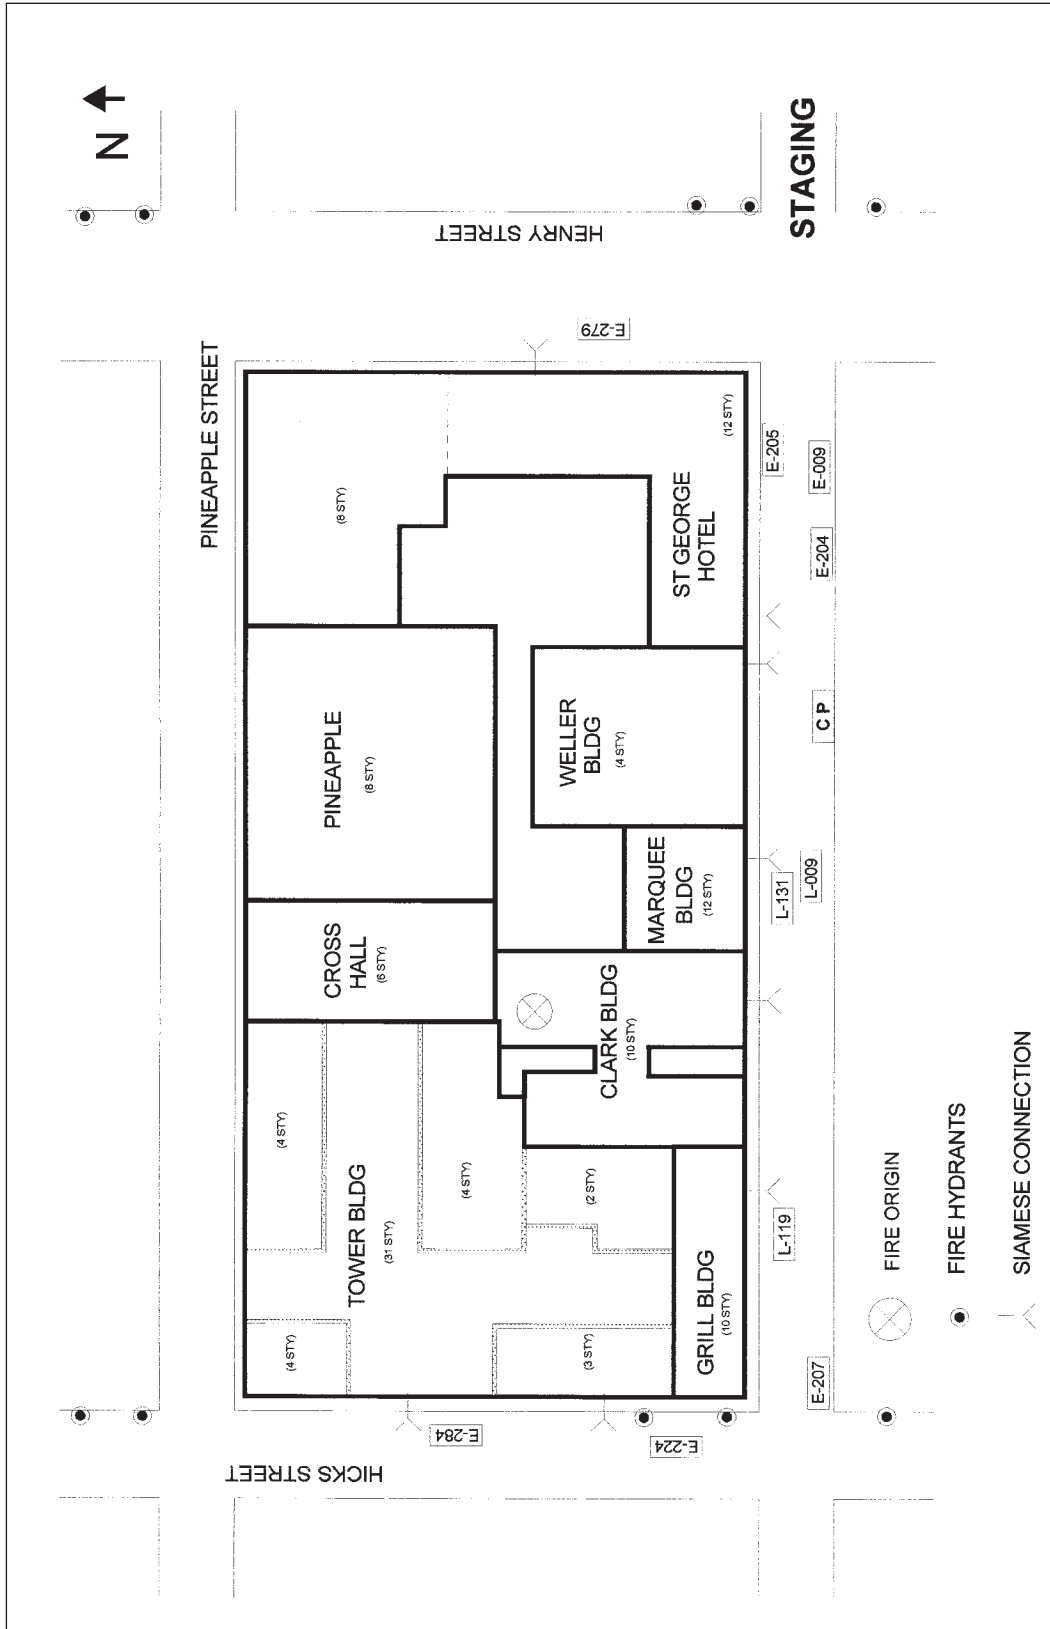 N
PINEAPPLE STREET
HICKS STREET
HENRY STREET
(4 STY)
(4 STY)
TOWER BLDG
(31 STY)
(4 STY)
(3 STY)
(2 STY)
CROSS
HALL
(6 STY)
PINEAPPLE
(8 STY)
(8 STY)
E-284
E-224
E-279
GRILL BLDG
(10 STY)
CLARK BLDG
(10 STY)
MARQUEE
BLDG
(12 STY)
WELLER
BLDG
(4 STY)
ST GEORGE
HOTEL
(12 STY)
E-207
L-119
L-131
L-009
C P
E-204
E-205
E-009
STAGING
FIRE ORIGIN
FIRE HYDRANTS
SIAMESE CONNECTION